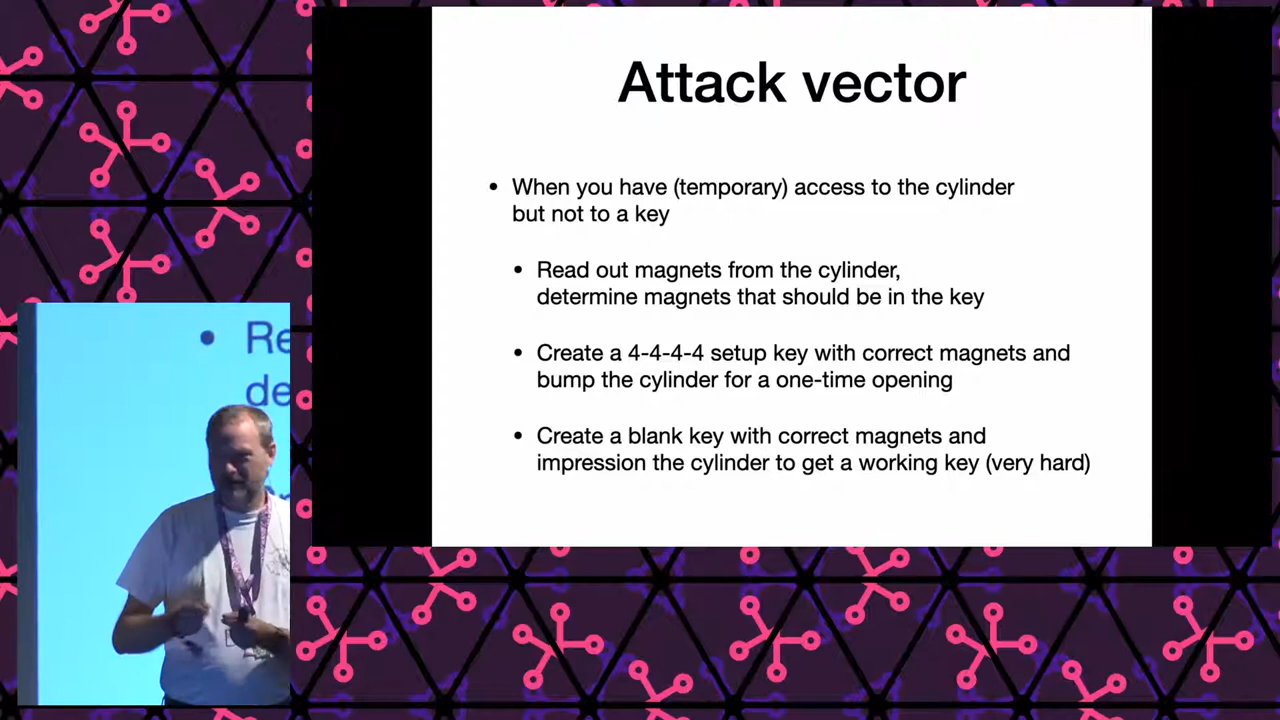 Attack vector
• When you have (temporary) access to the cylinder
but not to a key
• Read out magnets from the cylinder,
determine magnets that should be in the key
• Create a 4-4-4-4 setup key with correct magnets and
bump the cylinder for a one-time opening
• Create a blank key with correct magnets and
impression the cylinder to get a working key (very hard)
• Re
de